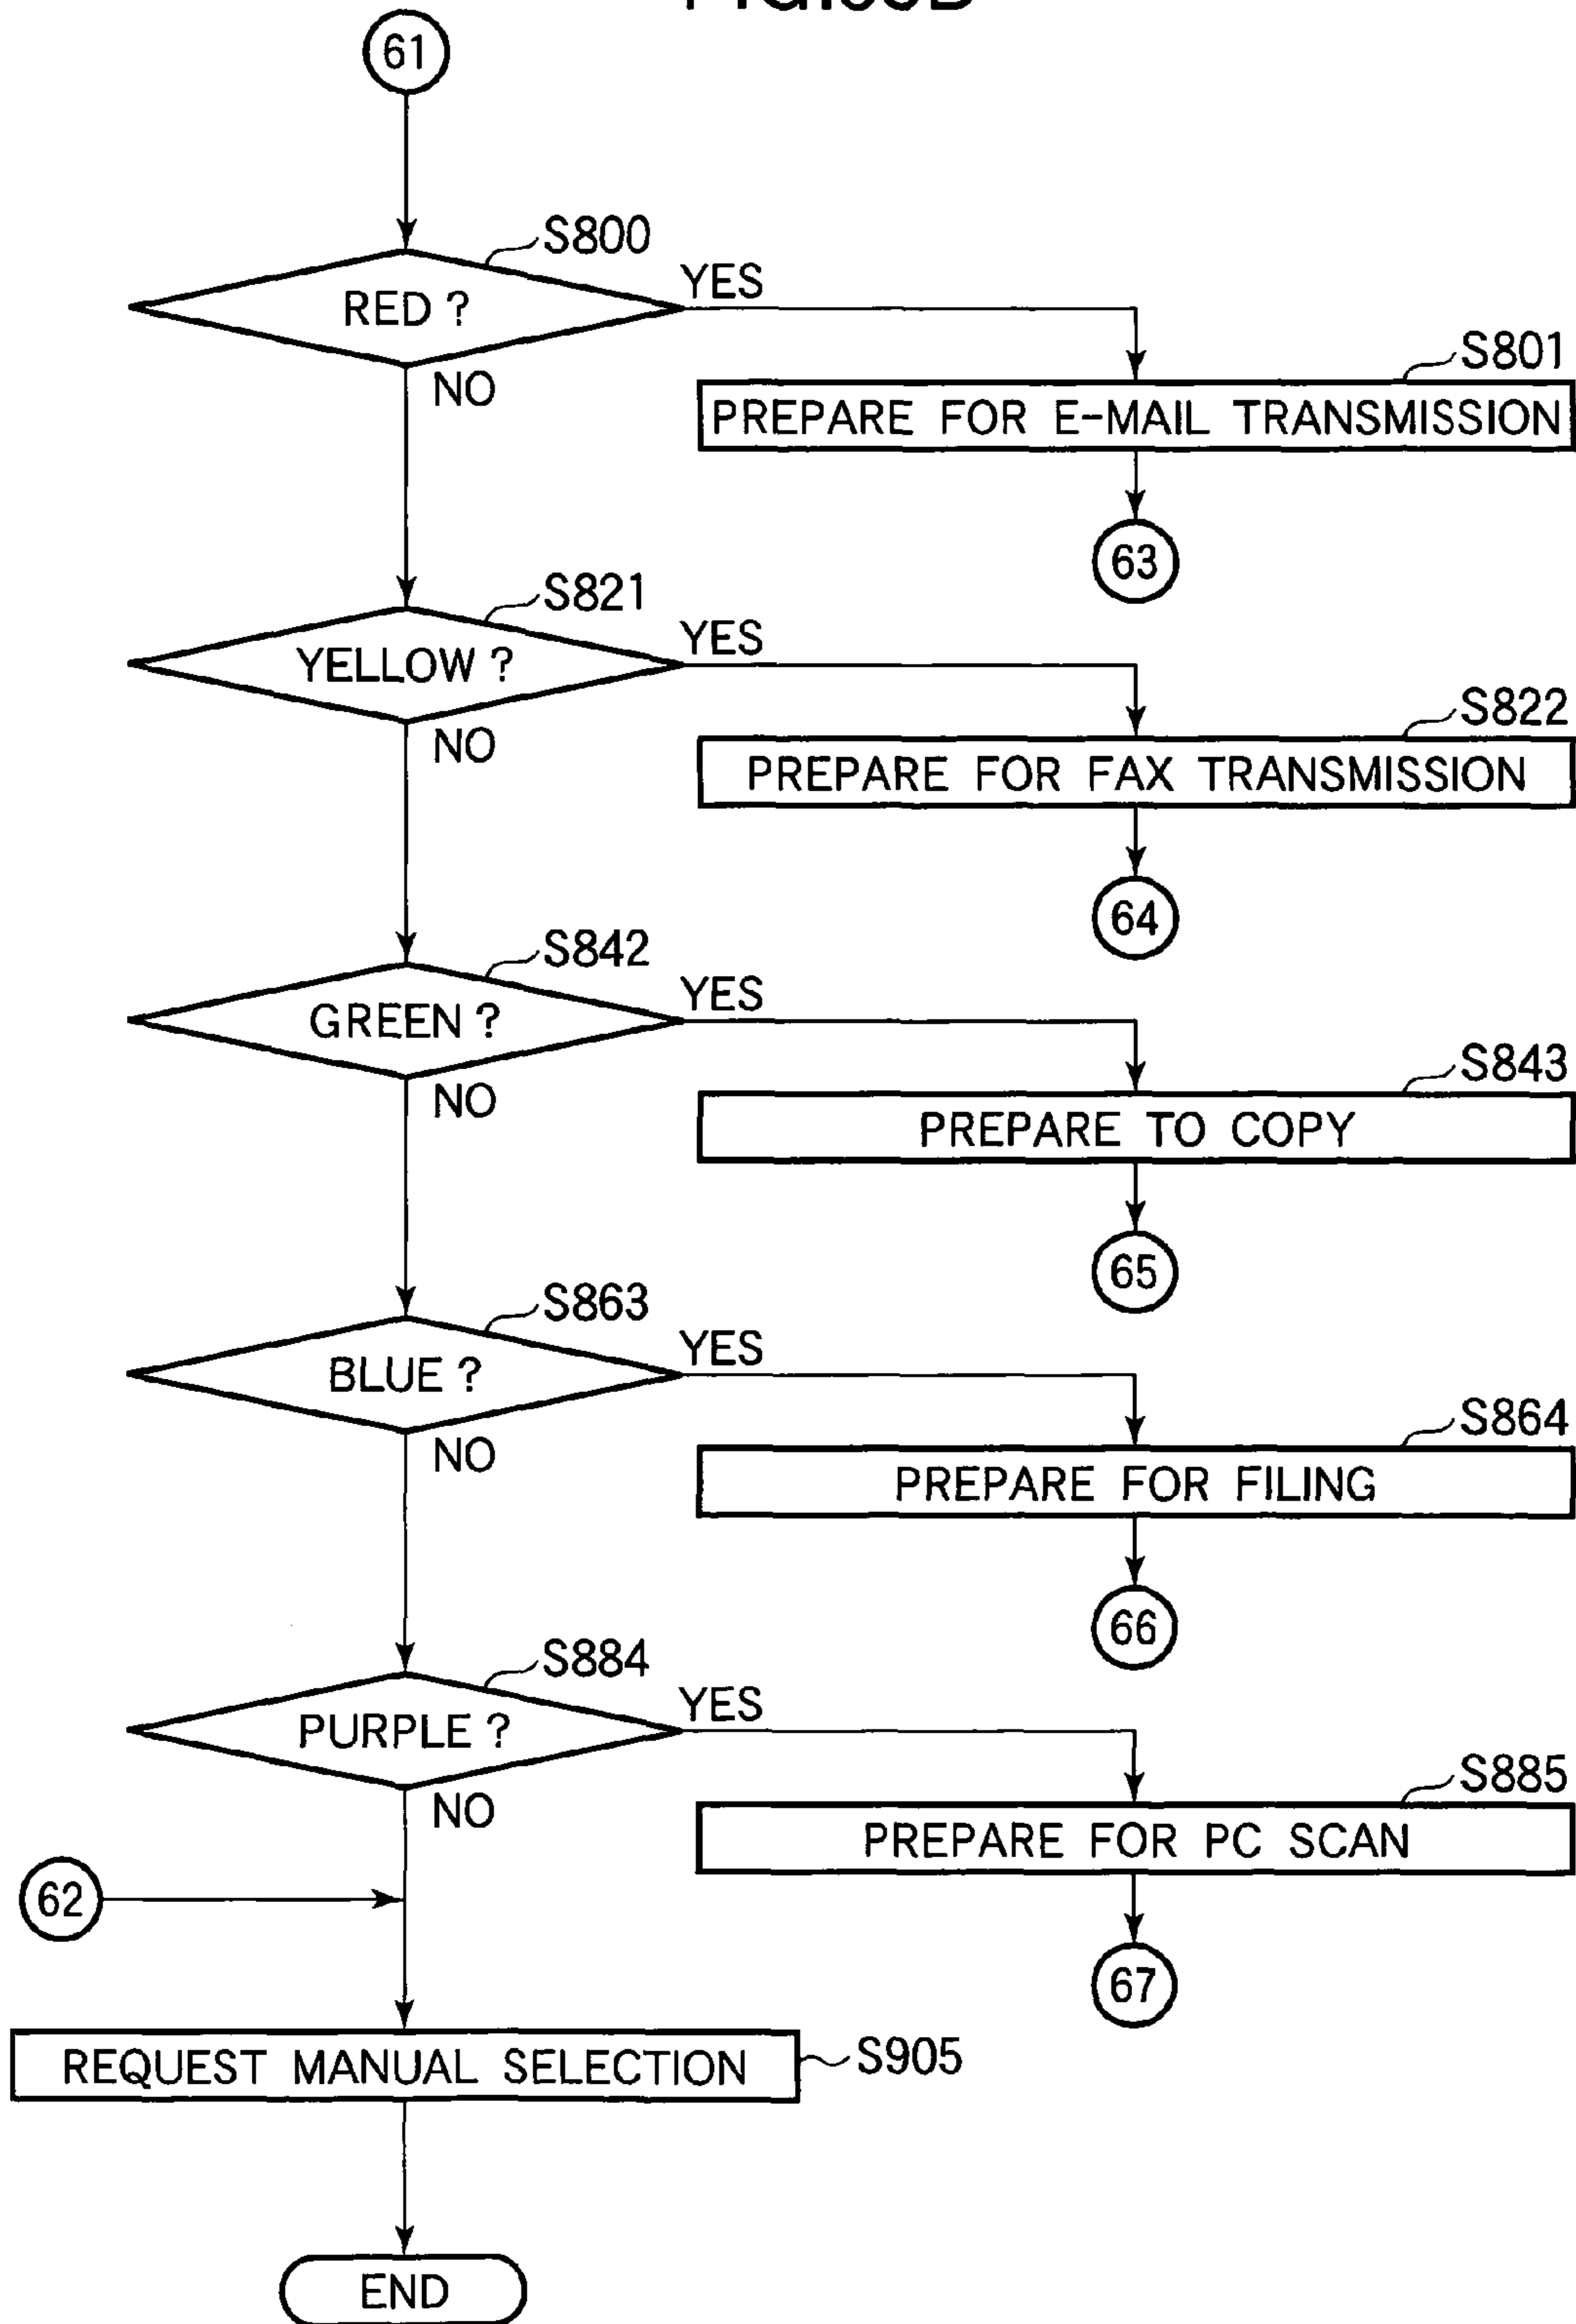 61
S800
RED ?
YES
NO
S801
PREPARE FOR E-MAIL TRANSMISSION
63
S821
YELLOW ?
YES
NO
S822
PREPARE FOR FAX TRANSMISSION
64
S842
GREEN ?
YES
NO
S843
PREPARE TO COPY
65
S863
BLUE ?
YES
NO
S864
PREPARE FOR FILING
66
S884
PURPLE ?
YES
NO
S885
PREPARE FOR PC SCAN
67
62
REQUEST MANUAL SELECTION
S905
END